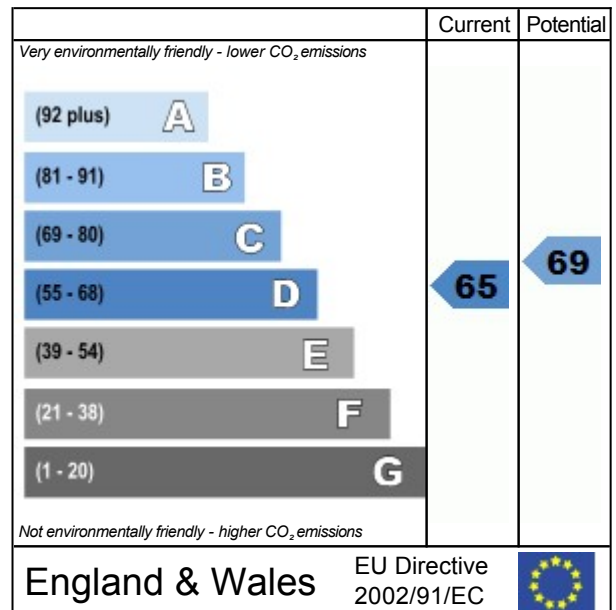 Current Potential
Very environmentally friendly - lower CO₂ emissions
(92 plus) A
(81 - 91) B
(69 - 80) C
(55 - 68) D
(39 - 54) E
(21 - 38) F
(1 - 20) G
65
69
Not environmentally friendly - higher CO₂ emissions
England & Wales
EU Directive
2002/91/EC